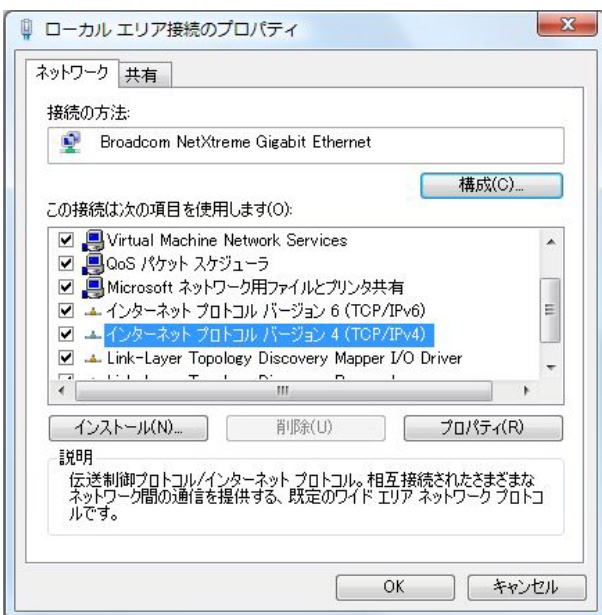 ローカル エリア接続のプロパティ
ネットワーク 共有
接続の方法:
Broadcom NetXtreme Gigabit Ethernet
構成(C)...
この接続は次の項目を使用します(O):
Virtual Machine Network Services
QoS パケット スケジューラ
Microsoft ネットワーク用ファイルとプリンタ共有
インターネット プロトコル バージョン 6 (TCP/IPv6)
インターネット プロトコル バージョン 4 (TCP/IPv4)
Link-Layer Topology Discovery Mapper I/O Driver
インストール(N)... 削除(U) プロパティ(R)
説明
伝送制御プロトコル/インターネット プロトコル。相互接続されたさまざまな
ネットワーク間の通信を提供する、既定のワイド エリア ネットワーク プロトコ
ルです。
OK キャンセル